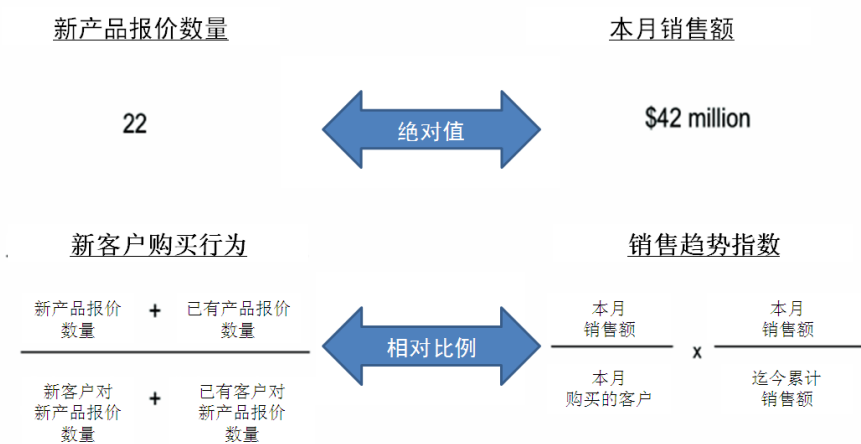 新产品报价数量
本月销售额
22
绝对值
$42 million
新客户购买行为
销售趋势指数
新产品报价
数量
+
已有产品报价
数量
新客户对
新产品报价
数量
+
已有客户对
新产品报价
数量
相对比例
本月
销售额
本月
购买的客户
x
本月
销售额
迄今累计
销售额